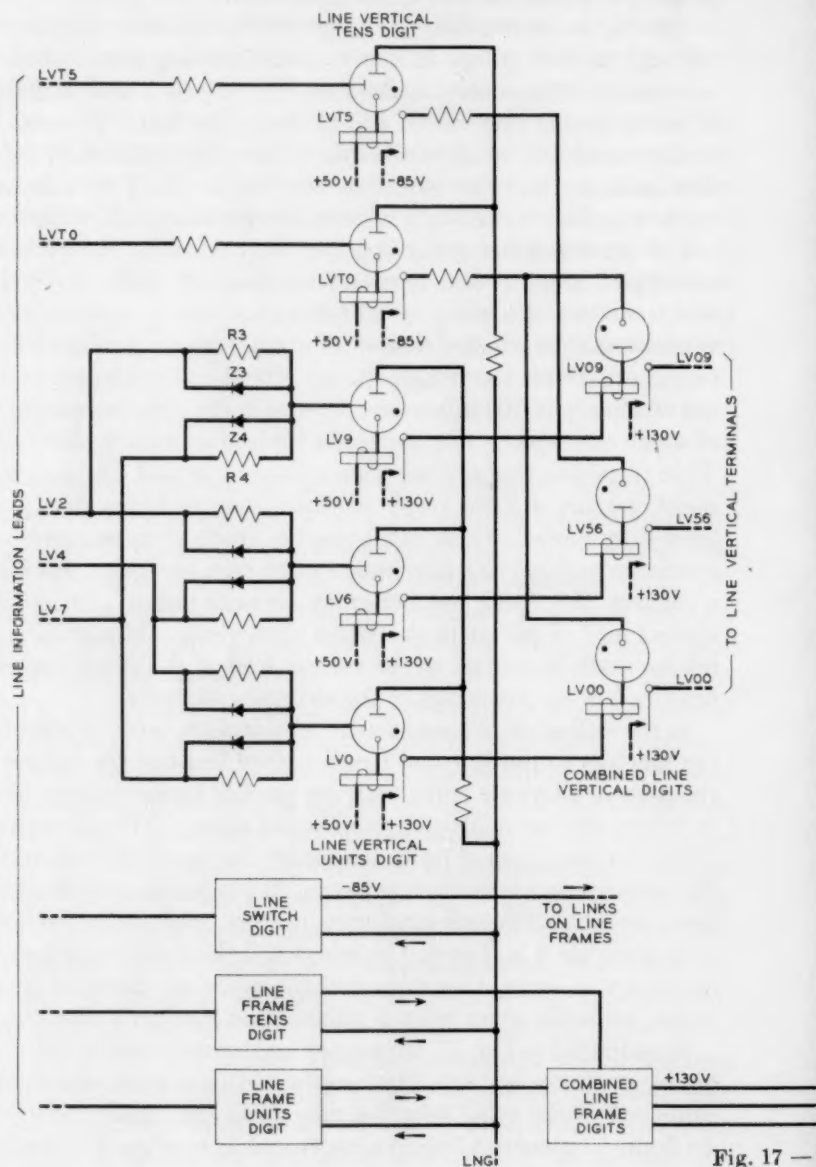 LINE VERTICAL
TENS DIGIT
LVT5
LVT5
+50V
-85V
LVT0
LVT0
+50V
-85V
R3
Z3
Z4
R4
LV9
+50V
+130V
LV09
LV09
+130V
LV2
LV4
LV7
LV6
+50V
+130V
LV56
LV56
+130V
LV0
+50V
+130V
LV00
LV00
+130V
LINE INFORMATION LEADS
TO LINE VERTICAL TERMINALS
LINE VERTICAL
UNITS DIGIT
COMBINED LINE
VERTICAL DIGITS
LINE
SWITCH
DIGIT
-85V
TO LINKS
ON LINE
FRAMES
LINE
FRAME
TENS
DIGIT
LINE
FRAME
UNITS
DIGIT
COMBINED
LINE
FRAME
DIGITS
+130V
LNG
Fig. 17 —